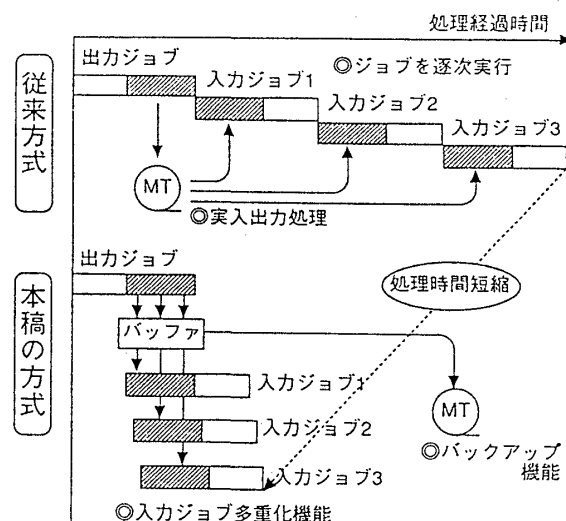 処理経過時間
出力ジョブ
◎ジョブを逐次実行
従来方式
入力ジョブ1
入力ジョブ2
入力ジョブ3
MT
◎実入出力処理
出力ジョブ
処理時間短縮
本稿の方式
バッファ
入力ジョブ1
MT
入力ジョブ2
◎バックアップ
機能
入力ジョブ3
◎入力ジョブ多重化機能